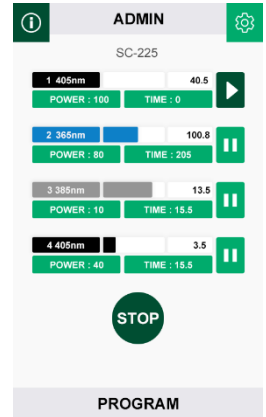 i ADMIN
SC-225
1 405nm 40.5
POWER : 100 TIME : 0
2 365nm 100.8
POWER : 80 TIME : 205
3 385nm 13.5
POWER : 10 TIME : 15.5
4 405nm 3.5
POWER : 40 TIME : 15.5
STOP
PROGRAM